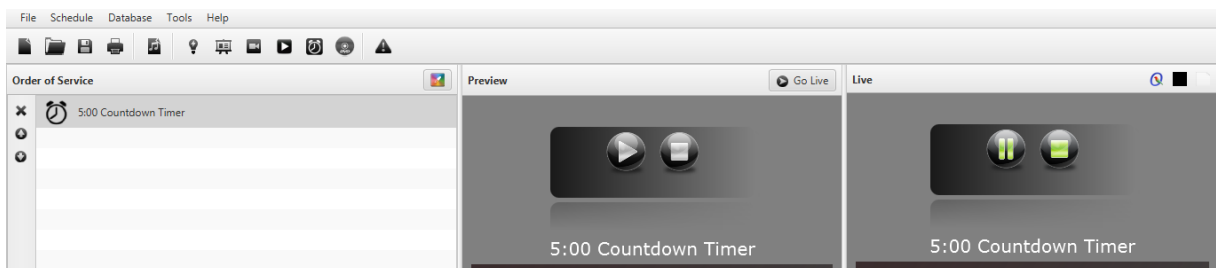 File Schedule Database Tools Help
Order of Service
Preview
Go Live
Live
5:00 Countdown Timer
5:00 Countdown Timer
5:00 Countdown Timer